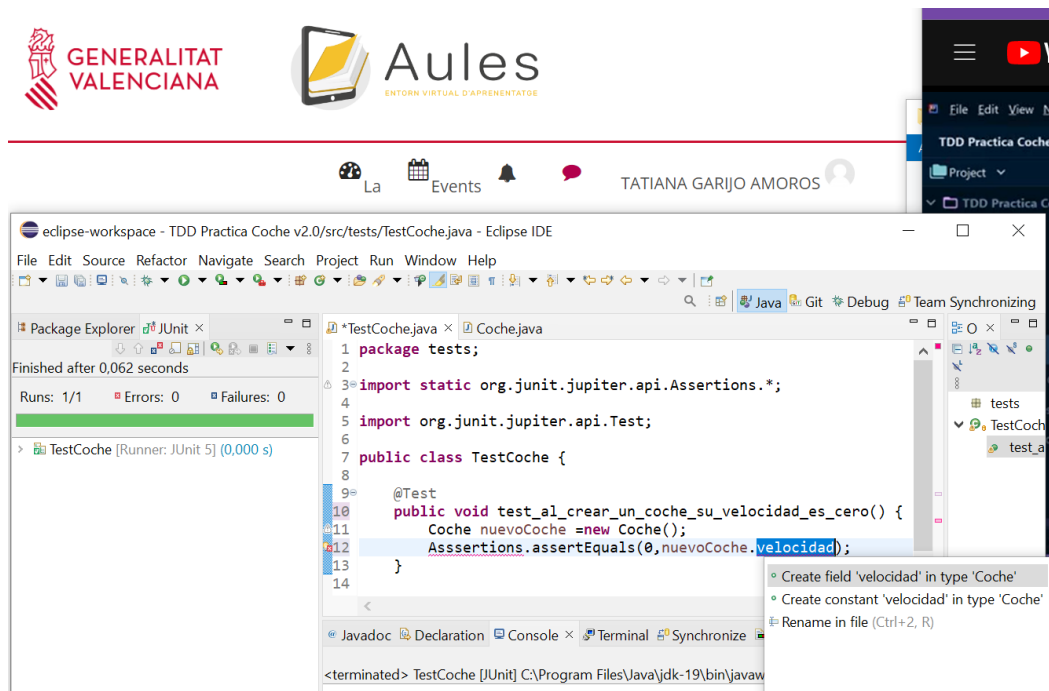 GENERALITAT
VALENCIANA
Aules
ENTORN VIRTUAL D'APRENENTATGE
La
Events
TATIANA GARIJO AMOROS
File Edit View
TDD Practica Coche
Project
TDD Practica
eclipse-workspace - TDD Practica Coche v2.0/src/tests/TestCoche.java - Eclipse IDE
File Edit Source Refactor Navigate Search Project Run Window Help
Java Git Debug Team Synchronizing
Package Explorer JUnit
Finished after 0,062 seconds
Runs: 1/1 Errors: 0 Failures: 0
TestCoche [Runner: JUnit 5] (0,000 s)
*TestCoche.java Coche.java
1 package tests;
2
3 import static org.junit.jupiter.api.Assertions.*;
4
5 import org.junit.jupiter.api.Test;
6
7 public class TestCoche {
8
9 @Test
10 public void test_al_crear_un_coche_su_velocidad_es_cero() {
11 Coche nuevoCoche =new Coche();
12 Asssertions.assertEquals(0,nuevoCoche.velocidad);
13 }
14
O
tests
TestCoch
test_a
Create field 'velocidad' in type 'Coche'
Create constant 'velocidad' in type 'Coche'
Rename in file (Ctrl+2, R)
Javadoc Declaration Console Terminal Synchronize
<terminated> TestCoche [JUnit] C:\Program Files\Java\jdk-19\bin\javaw